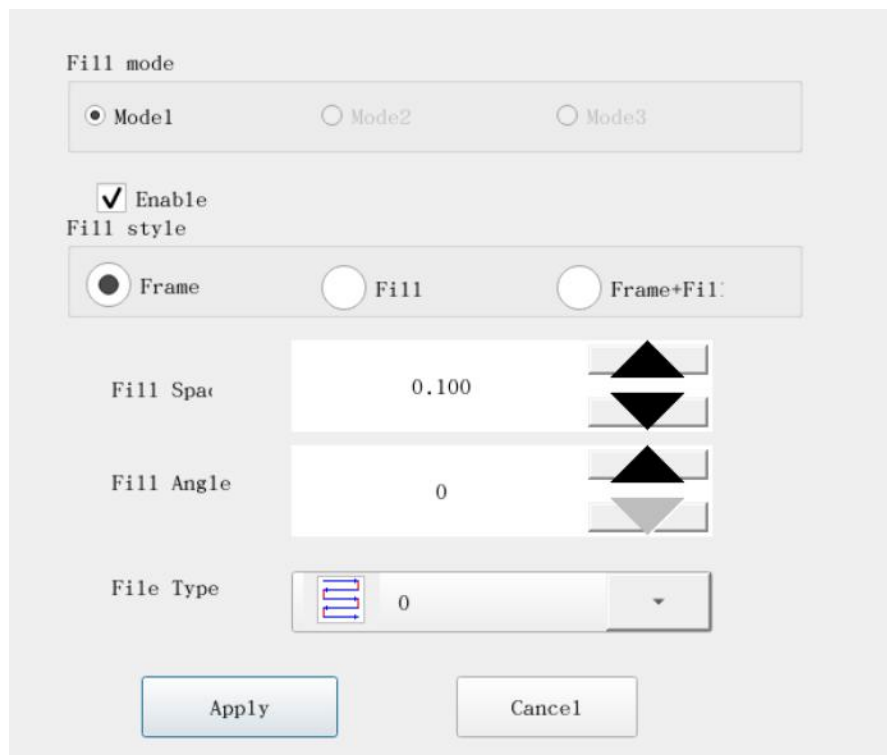 Fill mode
Mode1 Mode2 Mode3
Enable
Fill style
Frame Fill Frame+Fil
Fill Spac
0.100
Fill Angle
0
File Type
0
Apply Cancel